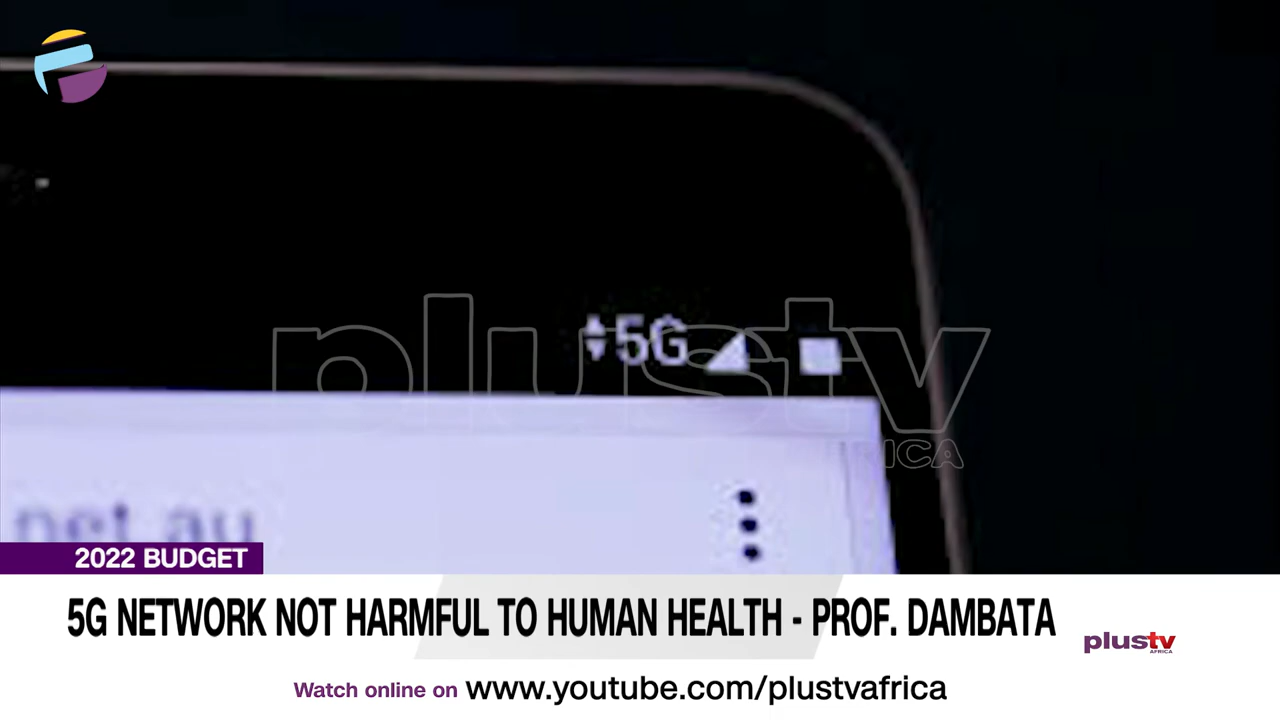 5G
plustv
AFRICA
net.au
2022 BUDGET
5G NETWORK NOT HARMFUL TO HUMAN HEALTH - PROF. DAMBATA
plustv
AFRICA
Watch online on www.youtube.com/plustvafrica